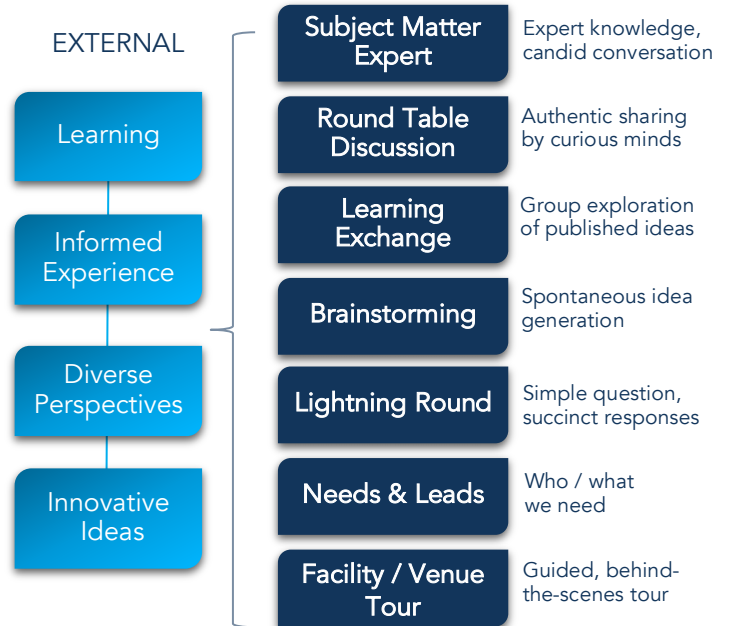 EXTERNAL
Learning
Informed
Experience
Diverse
Perspectives
Innovative
Ideas
Subject Matter
Expert
Expert knowledge,
candid conversation
Round Table
Discussion
Authentic sharing
by curious minds
Learning
Exchange
Group exploration
of published ideas
Brainstorming
Spontaneous idea
generation
Lightning Round
Simple question,
succinct responses
Needs & Leads
Who / what
we need
Facility / Venue
Tour
Guided, behind-
the-scenes tour